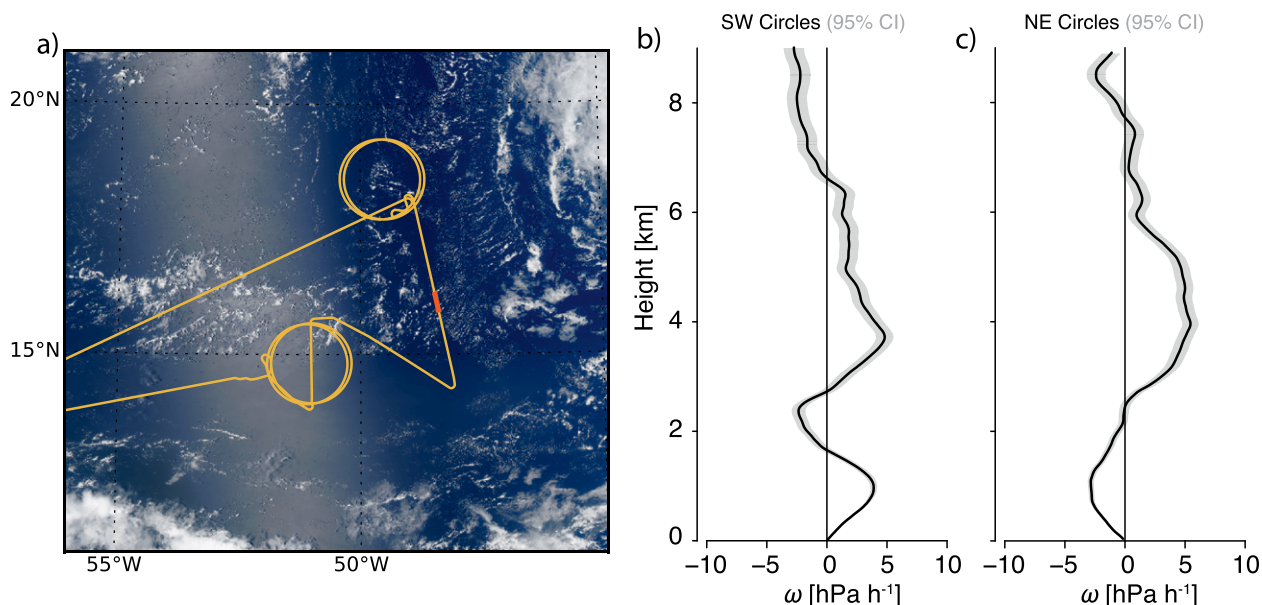 a)
20°N
15°N
55°W
50°W
SW Circles (95% CI)
b)
Height [km]
8
6
4
2
0
−10 −5 0 5 10
ω [hPa h-1]
NE Circles (95% CI)
c)
−10 −5 0 5 10
ω [hPa h-1]